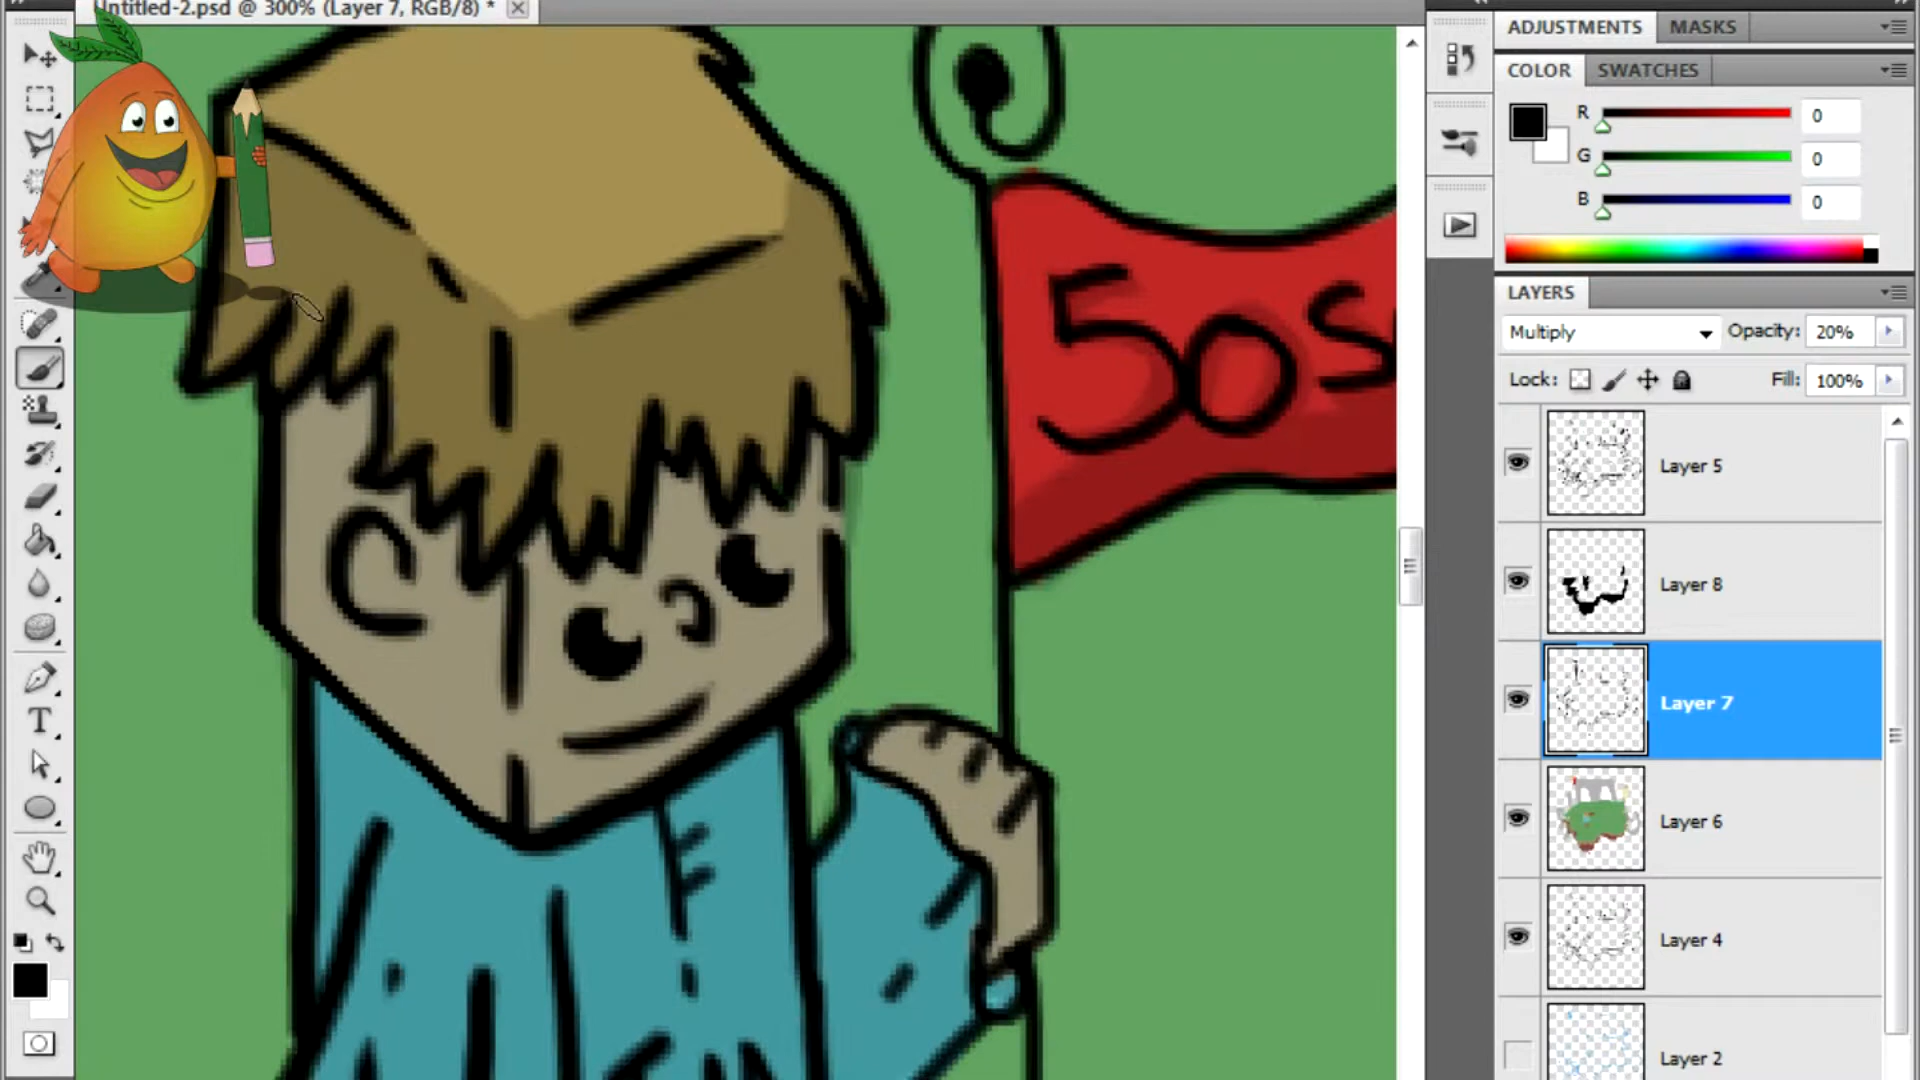 Untitled-2.psd @ 300% (Layer 7, RGB/8) *
ADJUSTMENTS MASKS
COLOR SWATCHES
R 0
G 0
B 0
LAYERS
Multiply Opacity: 20%
Lock: Fill: 100%
Layer 5
Layer 8
Layer 7
Layer 6
Layer 4
Layer 2
T
5os